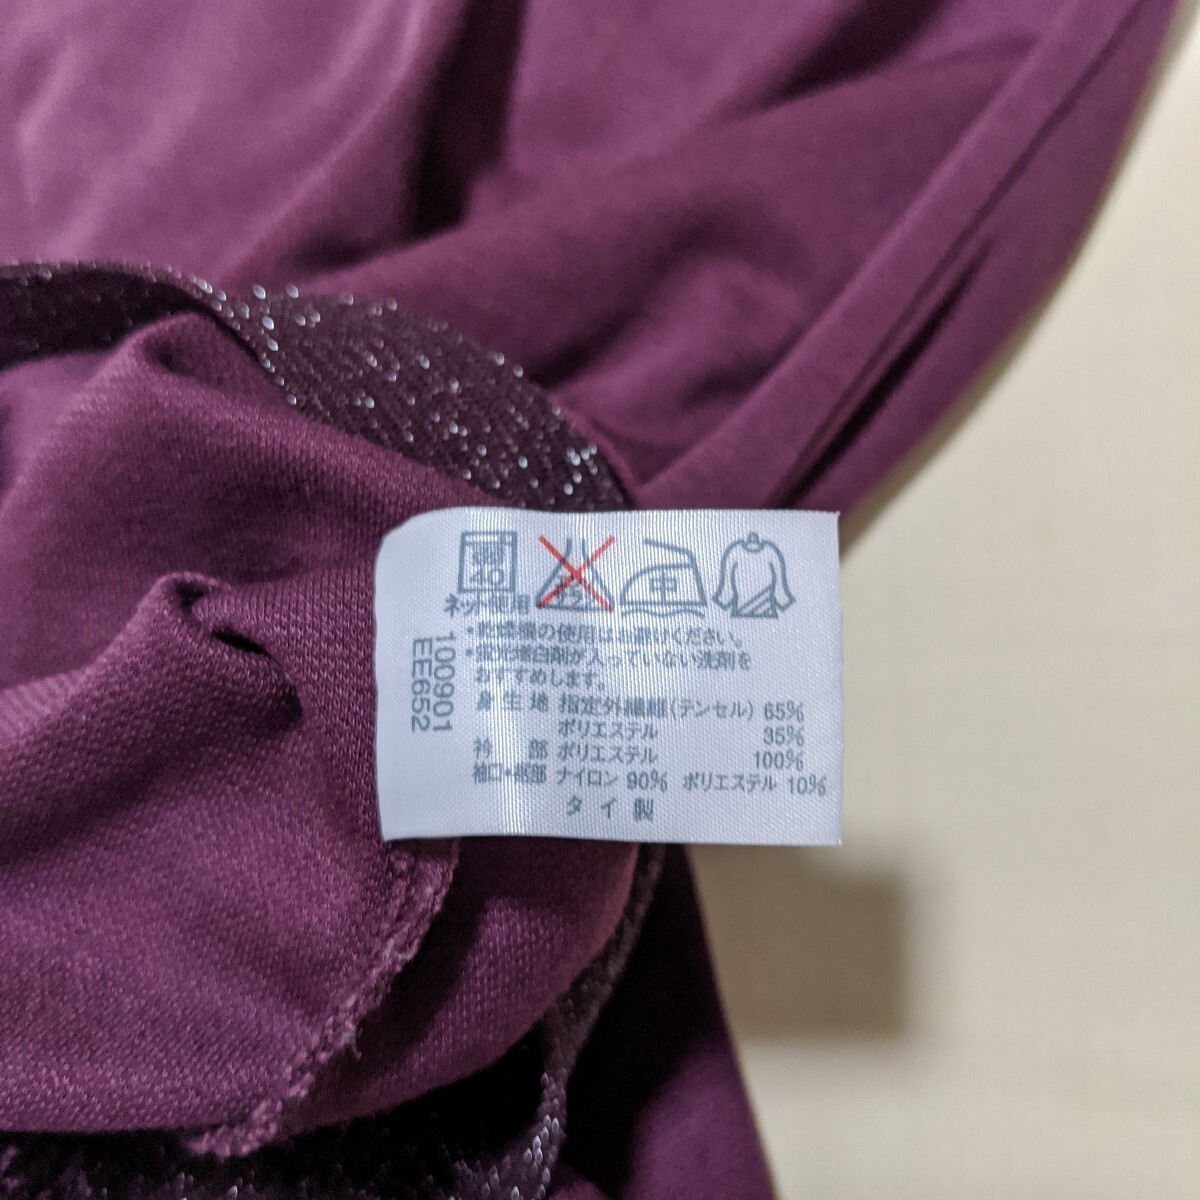 40
中
ネット使用
・乾燥機の使用はお避けください。
・蛍光増白剤が入っていない洗剤を
おすすめします。
身生地 指定外繊維(テンセル) 65%
ポリエステル 35%
衿部 ポリエステル 100%
袖口・裾部 ナイロン 90% ポリエステル 10%
タイ製
100901
EE652